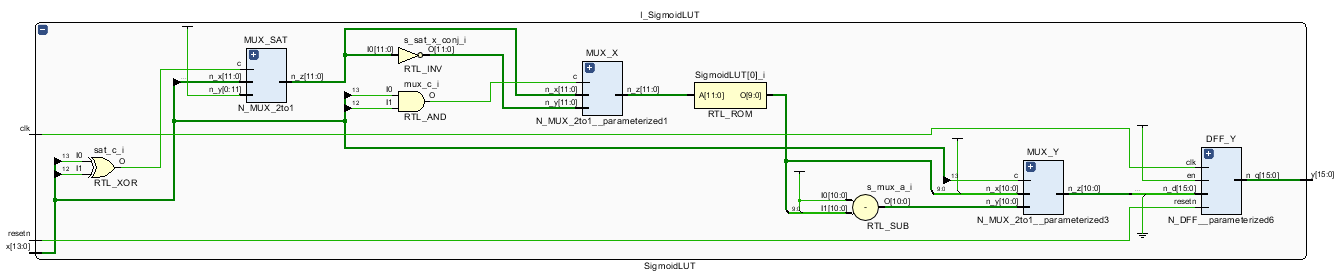 I_SigmoidLUT
MUX_SAT
c
n_x[11:0]
n_y[0:11]
n_z[11:0]
N_MUX_2to1
s_sat_x_conj_i
I0[11:0]
O[11:0]
RTL_INV
mux_c_i
13
I0
12
I1
O
RTL_AND
MUX_X
c
n_x[11:0]
n_y[11:0]
n_z[11:0]
N_MUX_2to1__parameterized1
SigmoidLUT[0]_i
A[11:0]
O[9:0]
RTL_ROM
clk
sat_c_i
13
I0
12
I1
O
RTL_XOR
s_mux_a_i
I0[10:0]
9:0
I1[10:0]
-
O[10:0]
RTL_SUB
MUX_Y
13
c
9:0
n_x[10:0]
n_y[10:0]
n_z[10:0]
N_MUX_2to1__parameterized3
DFF_Y
clk
en
...
n_d[15:0]
resetn
n_q[15:0]
N_DFF__parameterized6
y[15:0]
resetn
x[13:0]
SigmoidLUT